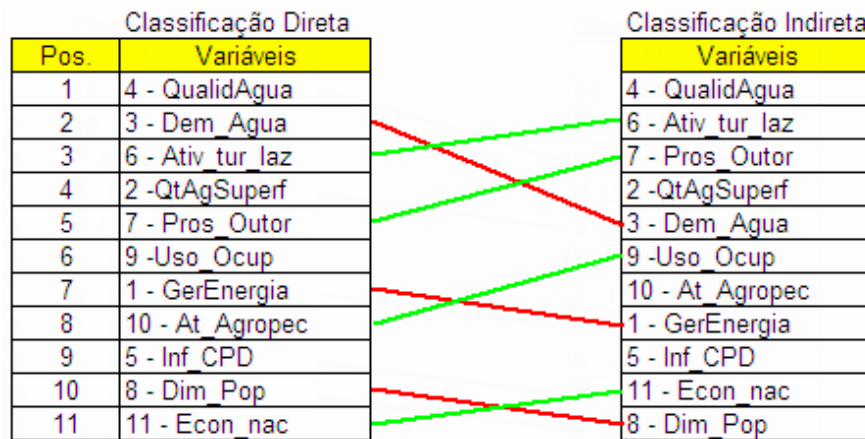 Classificação Direta Classificação Indireta
Pos. Variáveis Variáveis
1 4 - QualidAgua 4 - QualidAgua
2 3 - Dem_Agua 6 - Ativ_tur_laz
3 6 - Ativ_tur_laz 7 - Pros_Outor
4 2 -QtAgSuperf 2 -QtAgSuperf
5 7 - Pros_Outor 3 - Dem_Agua
6 9 -Uso_Ocup 9 -Uso_Ocup
7 1 - GerEnergia 10 - At_Agropec
8 10 - At_Agropec 1 - GerEnergia
9 5 - Inf_CPD 5 - Inf_CPD
10 8 - Dim_Pop 11 - Econ_nac
11 11 - Econ_nac 8 - Dim_Pop